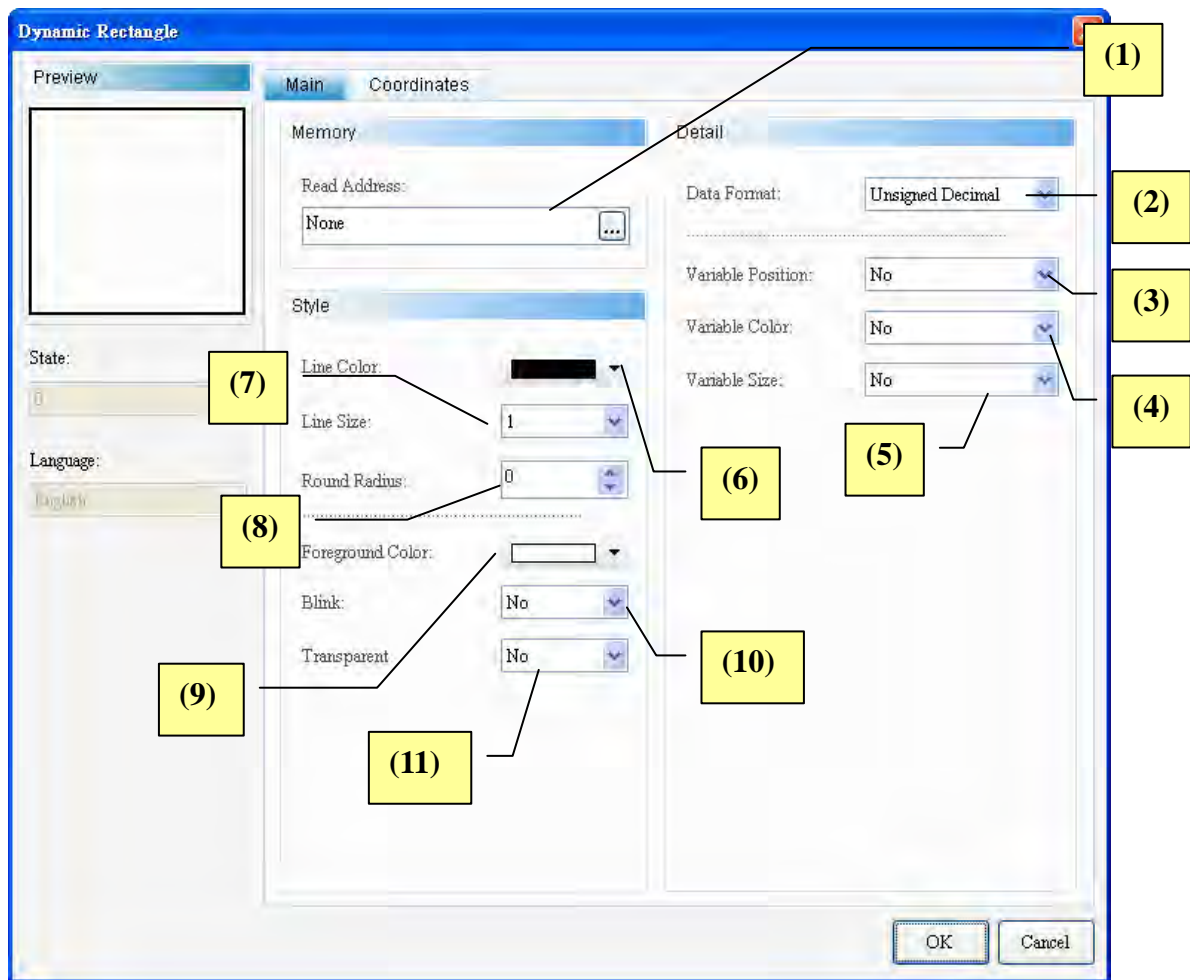 Dynamic Rectangle
(1)
Preview
Main Coordinates
Memory
Detail
Read Address:
None ...
Data Format: Unsigned Decimal
(2)
Variable Position: No
(3)
Style
Variable Color: No
(4)
Variable Size: No
(5)
State:
0
(7)
Line Color:
(6)
Line Size: 1
Language:
English
Round Radius: 0
(8)
Foreground Color:
(9)
Blink: No
(10)
Transparent No
(11)
OK Cancel